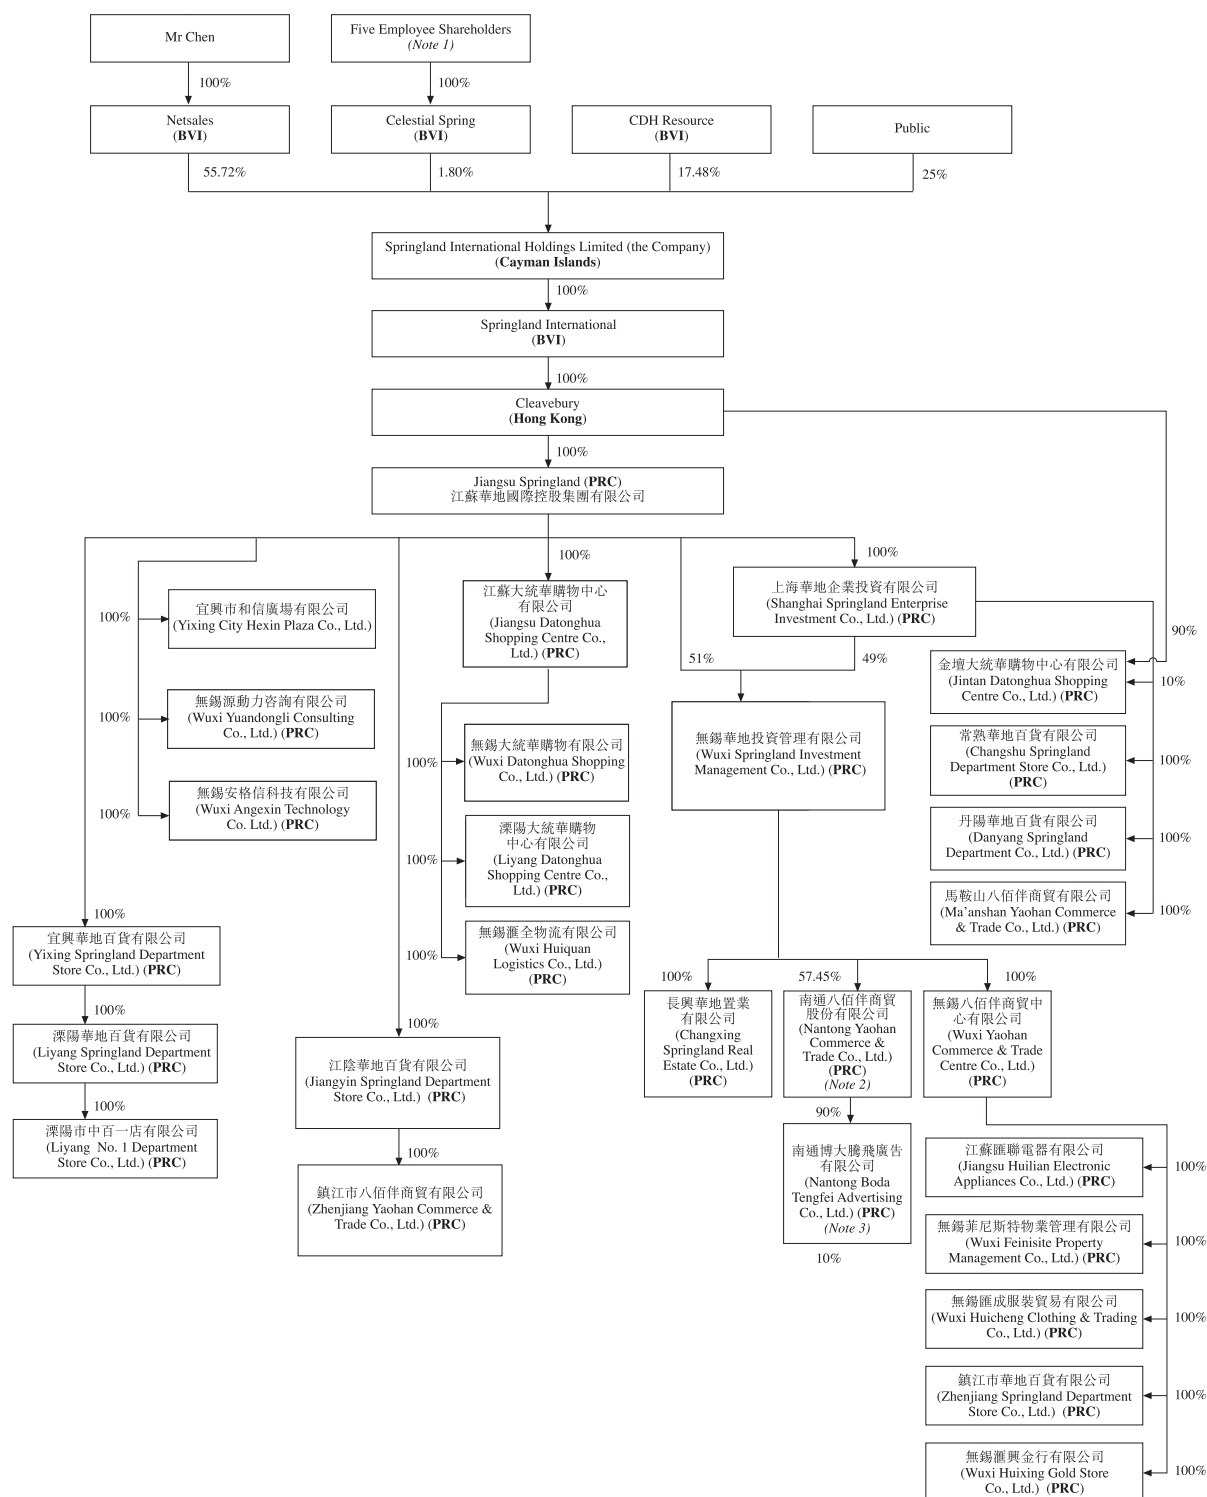 Mr Chen
Five Employee Shareholders
(Note 1)
100%
100%
Netsales
(BVI)
Celestial Spring
(BVI)
CDH Resource
(BVI)
Public
55.72%
1.80%
17.48%
25%
Springland International Holdings Limited (the Company)
(Cayman Islands)
100%
Springland International
(BVI)
100%
Cleavebury
(Hong Kong)
100%
Jiangsu Springland (PRC)
江蘇華地國際控股集團有限公司
100%
100%
100%
宜興市和信廣場有限公司
(Yixing City Hexin Plaza Co., Ltd.)
100%
無錫源動力咨詢有限公司
(Wuxi Yuandongli Consulting
Co., Ltd.) (PRC)
100%
無錫安格信科技有限公司
(Wuxi Angexin Technology
Co. Ltd.) (PRC)
江蘇大統華購物中心
有限公司
(Jiangsu Datonghua
Shopping Centre Co.,
Ltd.) (PRC)
上海華地企業投資有限公司
(Shanghai Springland Enterprise
Investment Co., Ltd.) (PRC)
90%
51%
49%
金壇大統華購物中心有限公司
(Jintan Datonghua Shopping
Centre Co., Ltd.) (PRC)
10%
100%
無錫大統華購物有限公司
(Wuxi Datonghua Shopping
Co., Ltd.) (PRC)
無錫華地投資管理有限公司
(Wuxi Springland Investment
Management Co., Ltd.) (PRC)
常熟華地百貨有限公司
(Changshu Springland
Department Store Co., Ltd.)
(PRC)
100%
100%
溧陽大統華購物
中心有限公司
(Liyang Datonghua
Shopping Centre Co.,
Ltd.) (PRC)
丹陽華地百貨有限公司
(Danyang Springland
Department Co., Ltd.) (PRC)
100%
馬鞍山八佰伴商貿有限公司
(Ma'anshan Yaohan Commerce
& Trade Co., Ltd.) (PRC)
100%
100%
無錫滙全物流有限公司
(Wuxi Huiquan
Logistics Co., Ltd.)
(PRC)
100%
宜興華地百貨有限公司
(Yixing Springland Department
Store Co., Ltd.) (PRC)
100%
57.45%
100%
100%
溧陽華地百貨有限公司
(Liyang Springland Department
Store Co., Ltd.) (PRC)
100%
江陰華地百貨有限公司
(Jiangyin Springland Department
Store Co., Ltd.) (PRC)
長興華地置業
有限公司
(Changxing
Springland Real
Estate Co., Ltd.)
(PRC)
南通八佰伴商貿
股份有限公司
(Nantong Yaohan
Commerce &
Trade Co., Ltd.)
(PRC)
(Note 2)
無錫八佰伴商貿中
心有限公司
(Wuxi Yaohan
Commerce & Trade
Centre Co., Ltd.)
(PRC)
100%
溧陽市中百一店有限公司
(Liyang No. 1 Department
Store Co., Ltd.) (PRC)
100%
鎮江市八佰伴商貿有限公司
(Zhenjiang Yaohan Commerce &
Trade Co., Ltd.) (PRC)
90%
南通博大騰飛廣告
有限公司
(Nantong Boda
Tengfei Advertising
Co., Ltd.) (PRC)
(Note 3)
10%
江蘇匯聯電器有限公司
(Jiangsu Huilian Electronic
Appliances Co., Ltd.) (PRC)
100%
無錫菲尼斯特物業管理有限公司
(Wuxi Feinisite Property
Management Co., Ltd.) (PRC)
100%
無錫匯成服裝貿易有限公司
(Wuxi Huicheng Clothing & Trading
Co., Ltd.) (PRC)
100%
鎮江市華地百貨有限公司
(Zhenjiang Springland Department
Store Co., Ltd.) (PRC)
100%
無錫匯興金行有限公司
(Wuxi Huixing Gold Store
Co., Ltd.) (PRC)
100%